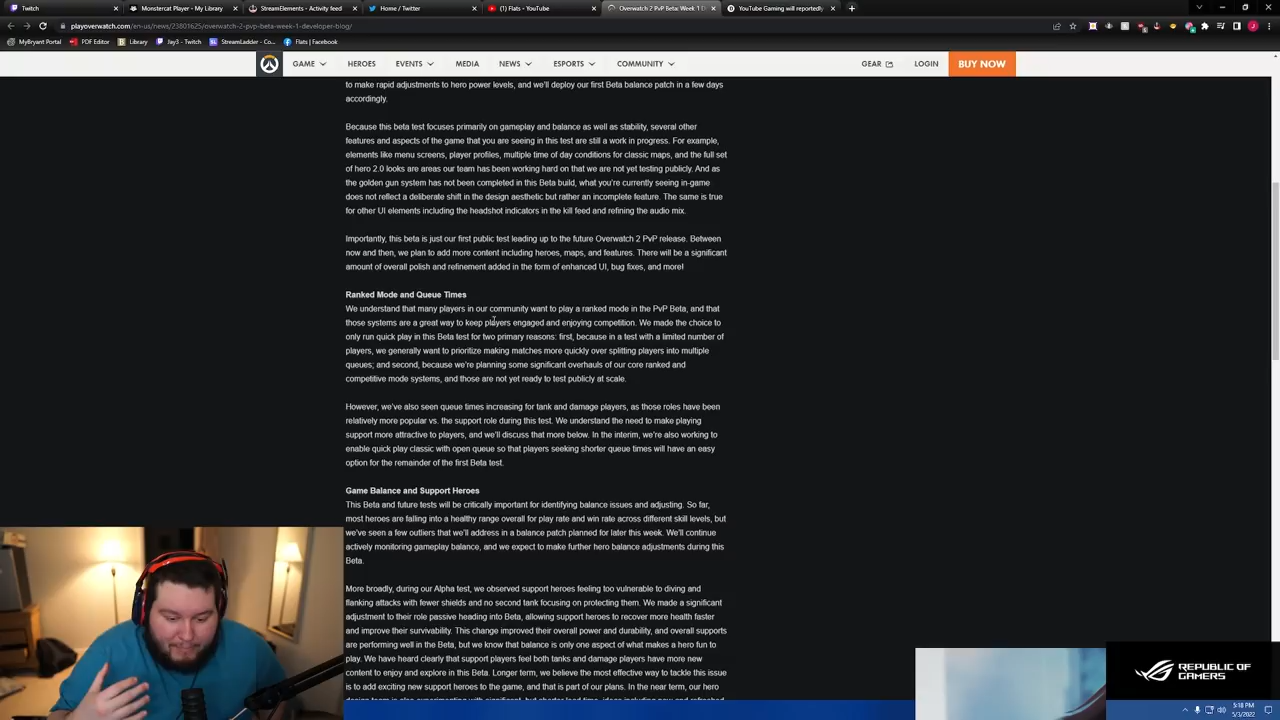 Twitch
Monstercat Player - My Library
StreamElements - Activity feed
Home / Twitter
(1) Flats - YouTube
Overwatch 2 PvP Beta: Week 1 De
YouTube Gaming will reportedly
playoverwatch.com/en-us/news/23801625/overwatch-2-pvp-beta-week-1-developer-blog/
MyBryant Portal
PDF Editor
Library
Jay3 - Twitch
StreamLadder - Co...
Flats | Facebook
GAME
HEROES
EVENTS
MEDIA
NEWS
ESPORTS
COMMUNITY
GEAR
LOGIN
BUY NOW
to make rapid adjustments to hero power levels, and we'll deploy our first Beta balance patch in a few days
accordingly.
Because this beta test focuses primarily on gameplay and balance as well as stability, several other
features and aspects of the game that you are seeing in this test are still a work in progress. For example,
elements like menu screens, player profiles, multiple time of day conditions for classic maps, and the full set
of hero 2.0 looks are areas our team has been working hard on that we are not yet testing publicly. And as
the golden gun system has not been completed in this Beta build, what you're currently seeing in-game
does not reflect a deliberate shift in the design aesthetic but rather an incomplete feature. The same is true
for other UI elements including the headshot indicators in the kill feed and refining the audio mix.
Importantly, this beta is just our first public test leading up to the future Overwatch 2 PvP release. Between
now and then, we plan to add more content including heroes, maps, and features. There will be a significant
amount of overall polish and refinement added in the form of enhanced UI, bug fixes, and more!
Ranked Mode and Queue Times
We understand that many players in our community want to play a ranked mode in the PvP Beta, and that
those systems are a great way to keep players engaged and enjoying competition. We made the choice to
only run quick play in this Beta test for two primary reasons: first, because in a test with a limited number of
players, we generally want to prioritize making matches more quickly over splitting players into multiple
queues; and second, because we're planning some significant overhauls of our core ranked and
competitive mode systems, and those are not yet ready to test publicly at scale.
However, we've also seen queue times increasing for tank and damage players, as those roles have been
relatively more popular vs. the support role during this test. We understand the need to make playing
support more attractive to players, and we'll discuss that more below. In the interim, we're also working to
enable quick play classic with open queue so that players seeking shorter queue times will have an easy
option for the remainder of the first Beta test.
Game Balance and Support Heroes
This Beta and future tests will be critically important for identifying balance issues and adjusting. So far,
most heroes are falling into a healthy range overall for play rate and win rate across different skill levels, but
we've seen a few outliers that we'll address in a balance patch planned for later this week. We'll continue
actively monitoring gameplay balance, and we expect to make further hero balance adjustments during this
Beta.
More broadly, during our Alpha test, we observed support heroes feeling too vulnerable to diving and
flanking attacks with fewer shields and no second tank focusing on protecting them. We made a significant
adjustment to their role passive heading into Beta, allowing support heroes to recover more health faster
and improve their survivability. This change improved their overall power and durability, and overall supports
are performing well in the Beta, but we know that balance is only one aspect of what makes a hero fun to
play. We have heard clearly that support players feel both tanks and damage players have more new
content to enjoy and explore in this Beta. Longer term, we believe the most effective way to tackle this issue
is to add exciting new support heroes to the game, and that is part of our plans. In the near term, our hero
design team is also experimenting with significant, but shorter lead time, ideas including new and refreshed
REPUBLIC OF
GAMERS
5:18 PM
5/3/2022